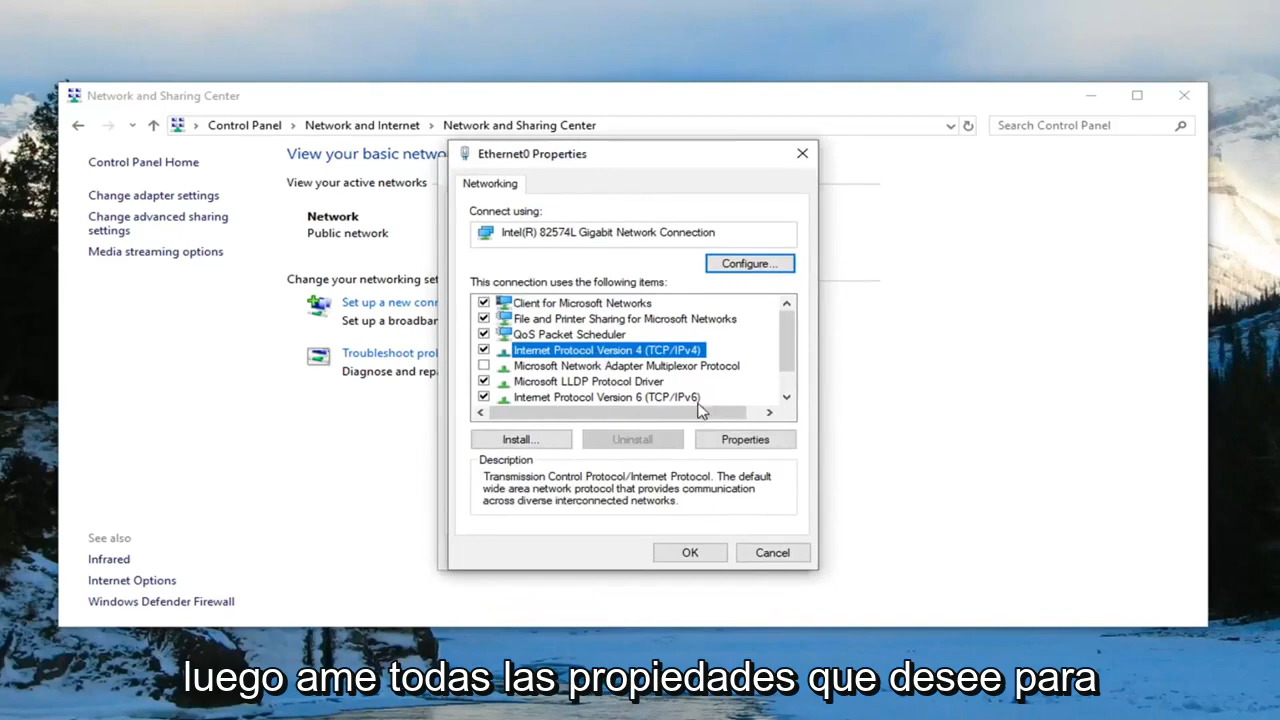 Network and Sharing Center
Control Panel
Network and Internet
Network and Sharing Center
Search Control Panel
Control Panel Home
Change adapter settings
Change advanced sharing
settings
Media streaming options
See also
Infrared
Internet Options
Windows Defender Firewall
View your basic netwo
View your active networks
Network
Public network
Change your networking set
Set up a new conn
Set up a broadban
Troubleshoot prob
Diagnose and repa
Ethernet0 Properties
Networking
Connect using:
Intel(R) 82574L Gigabit Network Connection
Configure...
This connection uses the following items:
Client for Microsoft Networks
File and Printer Sharing for Microsoft Networks
QoS Packet Scheduler
Internet Protocol Version 4 (TCP/IPv4)
Microsoft Network Adapter Multiplexor Protocol
Microsoft LLDP Protocol Driver
Internet Protocol Version 6 (TCP/IPv6)
Install...
Uninstall
Properties
Description
Transmission Control Protocol/Internet Protocol. The default
wide area network protocol that provides communication
across diverse interconnected networks.
OK
Cancel
luego ame todas las propiedades que desee para